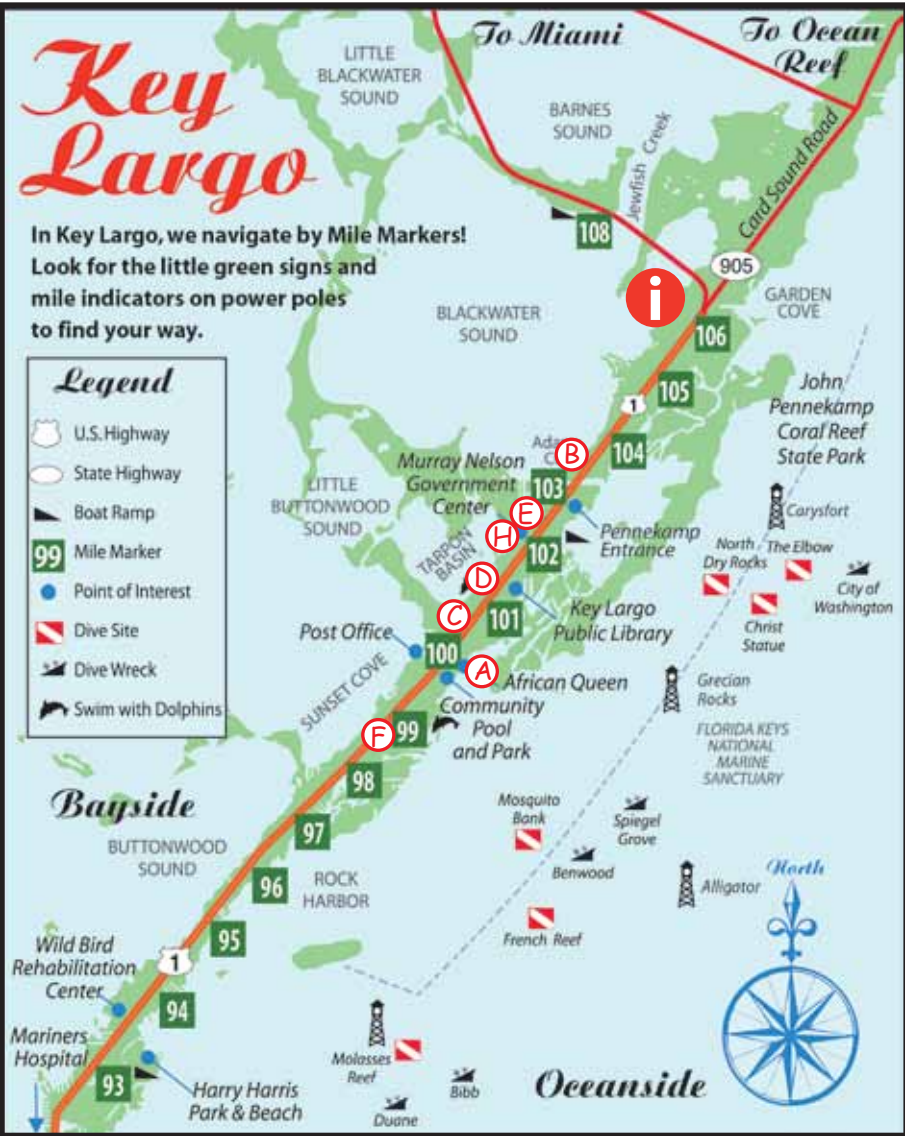 Key
Largo
In Key Largo, we navigate by Mile Markers!
Look for the little green signs and
mile indicators on power poles
to find your way.
Legend
U.S. Highway
State Highway
Boat Ramp
99 Mile Marker
Point of Interest
Dive Site
Dive Wreck
Swim with Dolphins
To Miami
To Ocean
Reef
LITTLE
BLACKWATER
SOUND
BARNES
SOUND
Jewfish Creek
Card Sound Road
108
905
i
GARDEN
COVE
BLACKWATER
SOUND
106
105
1
104
John
Pennekamp
Coral Reef
State Park
B
103
Murray Nelson
Government
Center
E
H
LITTLE
BUTTONWOOD
SOUND
TARPON
BASIN
102
Pennekamp
Entrance
D
C
101
Key Largo
Public Library
Carysfort
North
Dry Rocks
The Elbow
City of
Washington
Christ
Statue
Post Office
100
A
African Queen
Community
Pool
and Park
SUNSET COVE
F
99
98
Grecian
Rocks
FLORIDA KEYS
NATIONAL
MARINE
SANCTUARY
Bayside
BUTTONWOOD
SOUND
97
96
95
ROCK
HARBOR
Mosquito
Bank
Spiegel
Grove
Benwood
Alligator
French Reef
North
Wild Bird
Rehabilitation
Center
1
94
Mariners
Hospital
93
Harry Harris
Park & Beach
Molasses
Reef
Bibb
Duane
Oceanside